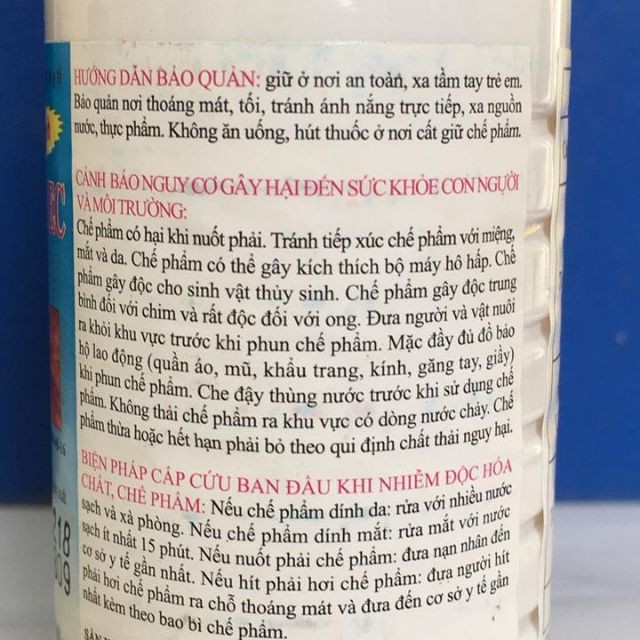 HƯỚNG DẪN BẢO QUẢN: giữ ở nơi an toàn, xa tầm tay trẻ em.
Bảo quản nơi thoáng mát, tối, tránh ánh nắng trực tiếp, xa nguồn
nước, thực phẩm. Không ăn uống, hút thuốc ở nơi cất giữ chế phẩm.
CẢNH BÁO NGUY CƠ GÂY HẠI ĐẾN SỨC KHỎE CON NGƯỜI
VÀ MÔI TRƯỜNG:
Chế phẩm có hại khi nuốt phải. Tránh tiếp xúc chế phẩm với miệng,
mắt và da. Chế phẩm có thể gây kích thích bộ máy hô hấp. Chế
phẩm gây độc cho sinh vật thủy sinh. Chế phẩm gây độc trung
bình đối với chim và rất độc đối với ong. Đưa người và vật nuôi
ra khỏi khu vực trước khi phun chế phẩm. Mặc đầy đủ đồ bảo
hộ lao động (quần áo, mũ, khẩu trang, kính, găng tay, giầy)
khi phun chế phẩm. Che đậy thùng nước trước khi sử dụng chế
phẩm. Không thải chế phẩm ra khu vực có dòng nước chảy. Chế
phẩm thừa hoặc hết hạn phải bỏ theo qui định chất thải nguy hại.
BIỆN PHÁP CẤP CỨU BAN ĐẦU KHI NHIỄM ĐỘC HÓA
CHẤT, CHẾ PHẨM: Nếu chế phẩm dính da: rửa với nhiều nước
sạch và xà phòng. Nếu chế phẩm dính mắt: rửa mắt với nước
sạch ít nhất 15 phút. Nếu nuốt phải chế phẩm: đưa nạn nhân đến
cơ sở y tế gần nhất. Nếu hít phải hơi chế phẩm: đưa người hít
phải hơi chế phẩm ra chỗ thoáng mát và đưa đến cơ sở y tế gần
nhất kèm theo bao bì chế phẩm.
EC
218